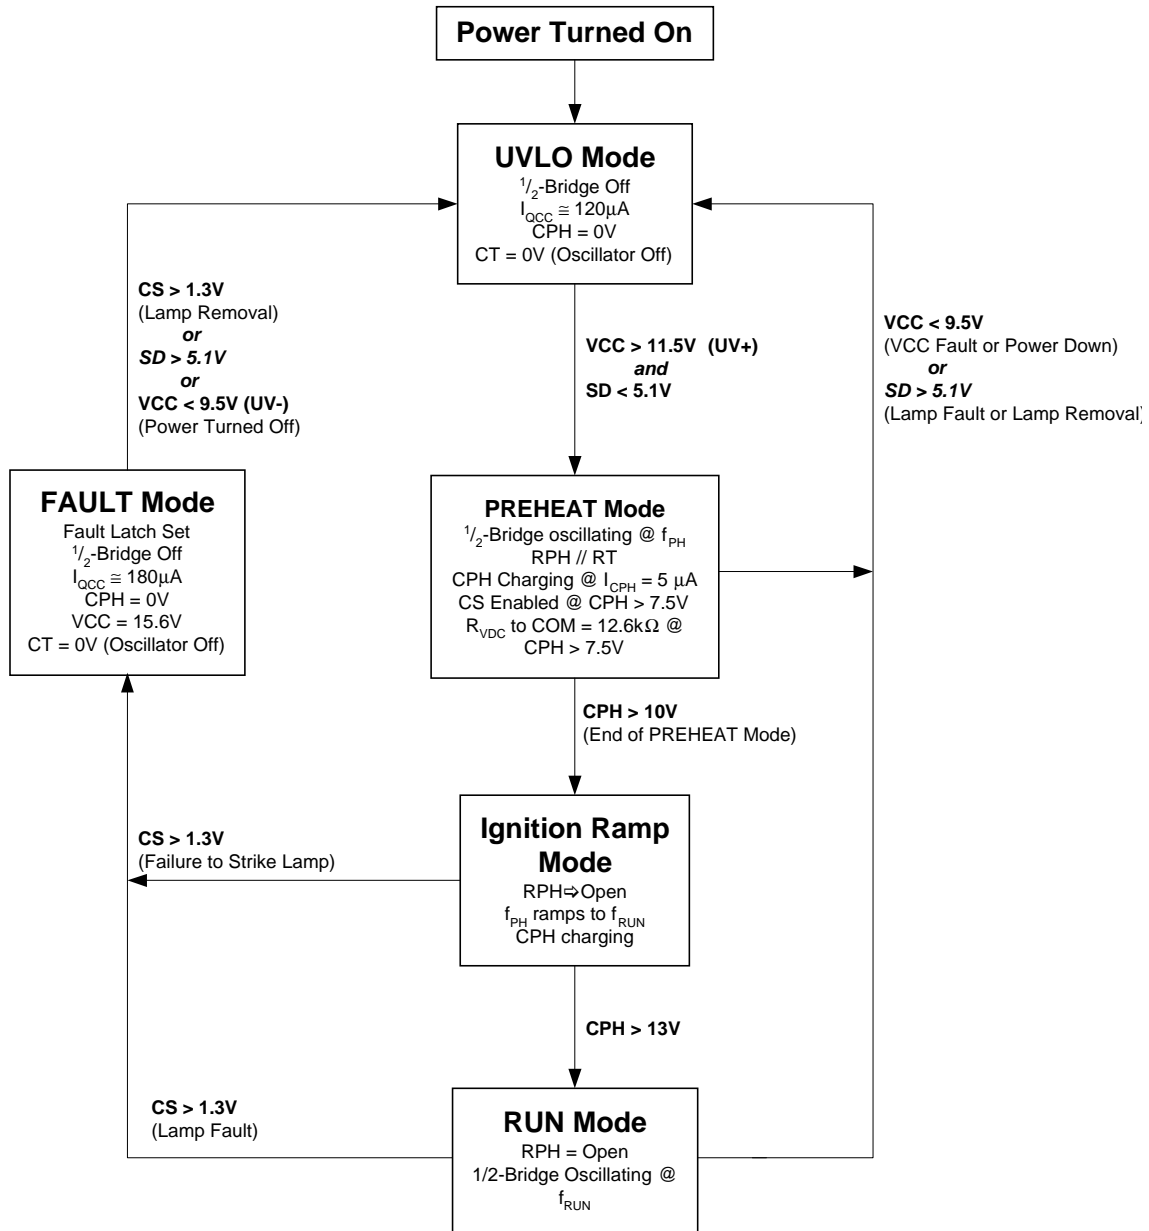 Power Turned On
UVLO Mode
1/2-Bridge Off
IQCC ≅ 120μA
CPH = 0V
CT = 0V (Oscillator Off)
CS > 1.3V
(Lamp Removal)
or
SD > 5.1V
or
VCC < 9.5V (UV-)
(Power Turned Off)
VCC > 11.5V (UV+)
and
SD < 5.1V
VCC < 9.5V
(VCC Fault or Power Down)
or
SD > 5.1V
(Lamp Fault or Lamp Removal)
FAULT Mode
Fault Latch Set
1/2-Bridge Off
IQCC ≅ 180μA
CPH = 0V
VCC = 15.6V
CT = 0V (Oscillator Off)
PREHEAT Mode
1/2-Bridge oscillating @ fPH
RPH // RT
CPH Charging @ ICPH = 5 μA
CS Enabled @ CPH > 7.5V
RVDC to COM = 12.6kΩ @
CPH > 7.5V
CPH > 10V
(End of PREHEAT Mode)
Ignition Ramp
Mode
RPH⇨Open
fPH ramps to fRUN
CPH charging
CS > 1.3V
(Failure to Strike Lamp)
CPH > 13V
RUN Mode
RPH = Open
1/2-Bridge Oscillating @
fRUN
CS > 1.3V
(Lamp Fault)